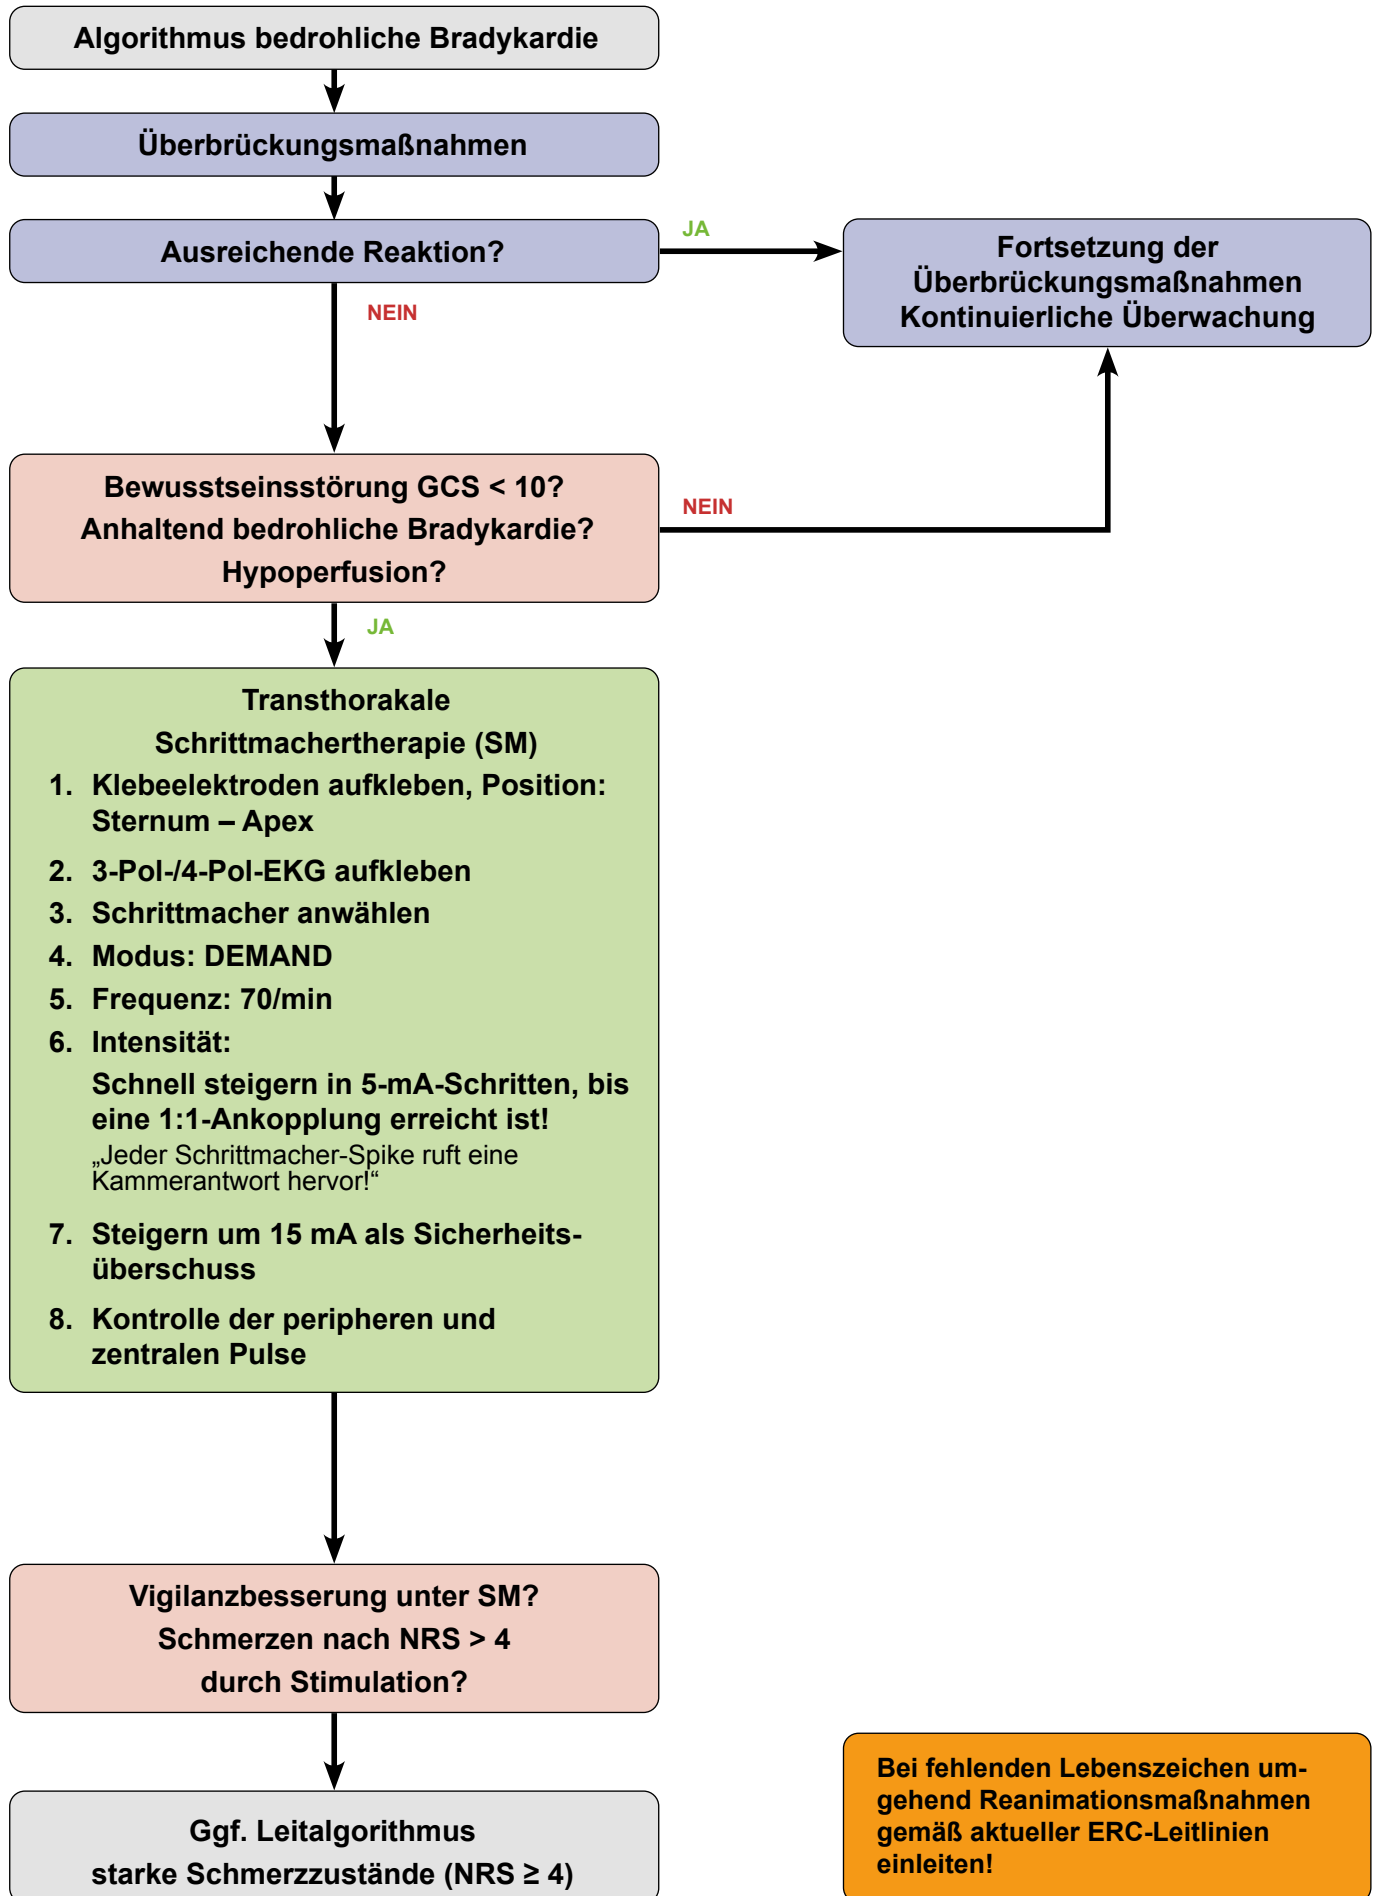 Algorithmus bedrohliche Bradykardie
Überbrückungsmaßnahmen
Ausreichende Reaktion?
JA
Fortsetzung der
Überbrückungsmaßnahmen
Kontinuierliche Überwachung
NEIN
Bewusstseinsstörung GCS < 10?
Anhaltend bedrohliche Bradykardie?
Hypoperfusion?
NEIN
JA
Transthorakale
Schrittmachertherapie (SM)
1. Klebeelektroden aufkleben, Position:
Sternum – Apex
2. 3-Pol-/4-Pol-EKG aufkleben
3. Schrittmacher anwählen
4. Modus: DEMAND
5. Frequenz: 70/min
6. Intensität:
Schnell steigern in 5-mA-Schritten, bis
eine 1:1-Ankopplung erreicht ist!
„Jeder Schrittmacher-Spike ruft eine
Kammerantwort hervor!“
7. Steigern um 15 mA als Sicherheits-
überschuss
8. Kontrolle der peripheren und
zentralen Pulse
Vigilanzbesserung unter SM?
Schmerzen nach NRS > 4
durch Stimulation?
Ggf. Leitalgorithmus
starke Schmerzzustände (NRS ≥ 4)
Bei fehlenden Lebenszeichen um-
gehend Reanimationsmaßnahmen
gemäß aktueller ERC-Leitlinien
einleiten!